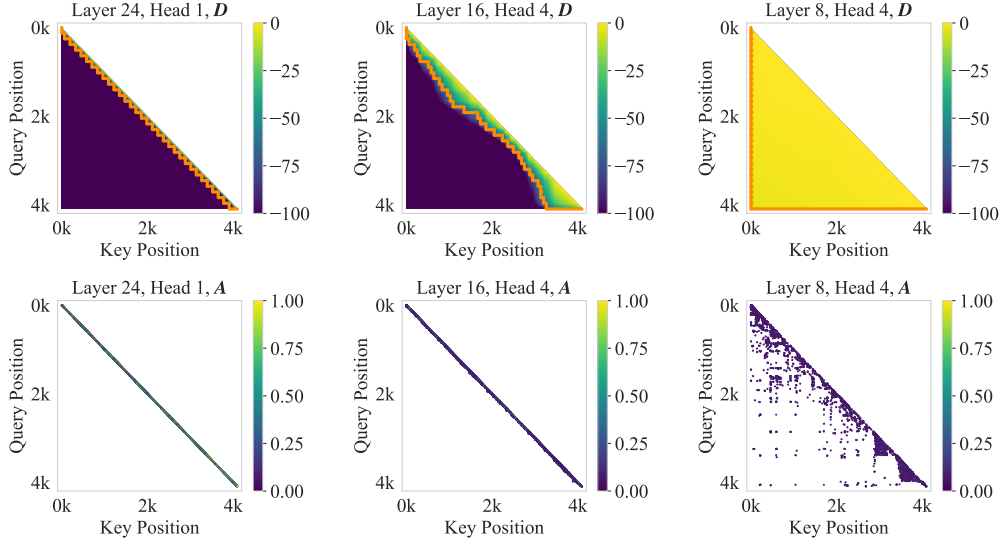 Layer 24, Head 1, D
0k
2k
4k
Query Position
0k 2k 4k
Key Position
0
−25
−50
−75
−100
Layer 16, Head 4, D
0k
2k
4k
Query Position
0k 2k 4k
Key Position
0
−25
−50
−75
−100
Layer 8, Head 4, D
0k
2k
4k
Query Position
0k 2k 4k
Key Position
0
−25
−50
−75
−100
Layer 24, Head 1, A
0k
2k
4k
Query Position
0k 2k 4k
Key Position
1.00
0.75
0.50
0.25
0.00
Layer 16, Head 4, A
0k
2k
4k
Query Position
0k 2k 4k
Key Position
1.00
0.75
0.50
0.25
0.00
Layer 8, Head 4, A
0k
2k
4k
Query Position
0k 2k 4k
Key Position
1.00
0.75
0.50
0.25
0.00